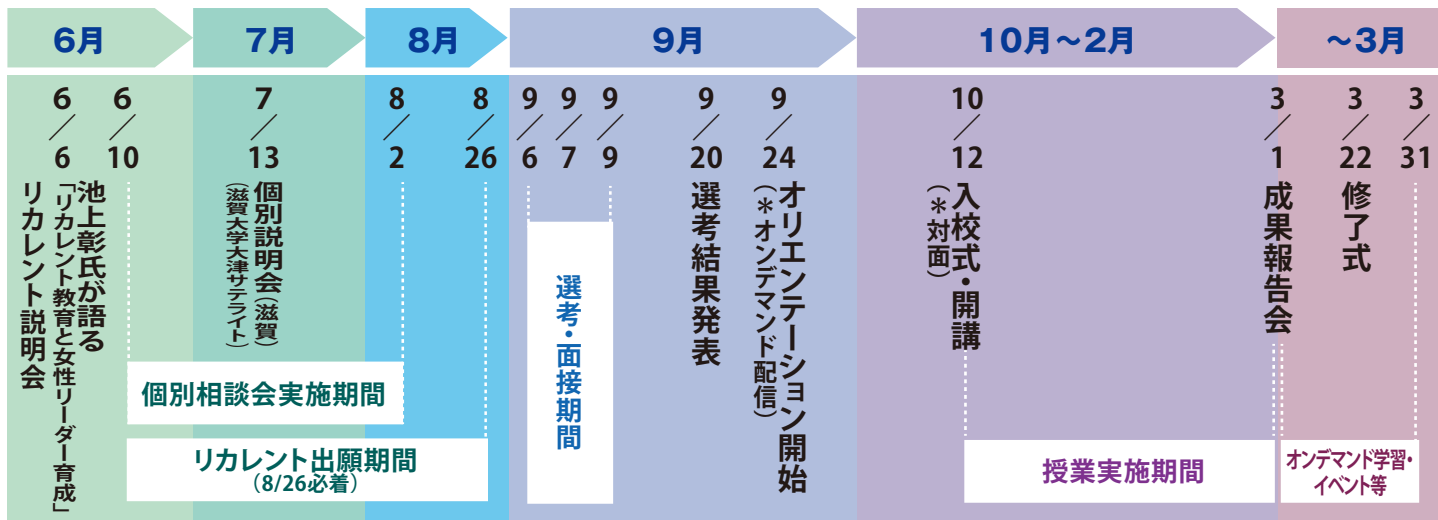 6月
7月
8月
9月
10月～2月
～3月
6／6
池上彰氏が語る
「リカレント教育と女性リーダー育成」
リカレント説明会
6／10
7／13
個別説明会(滋賀)
(滋賀大学大津サテライト)
8／2
8／26
9／6
9／7
9／9
9／20
選考結果発表
9／24
オリエンテーション開始
(＊オンデマンド配信)
10／12
入校式・開講
(＊対面)
3／1
成果報告会
3／22
修了式
3／31
個別相談会実施期間
リカレント出願期間
(8/26必着)
選考・面接期間
授業実施期間
オンデマンド学習・
イベント等